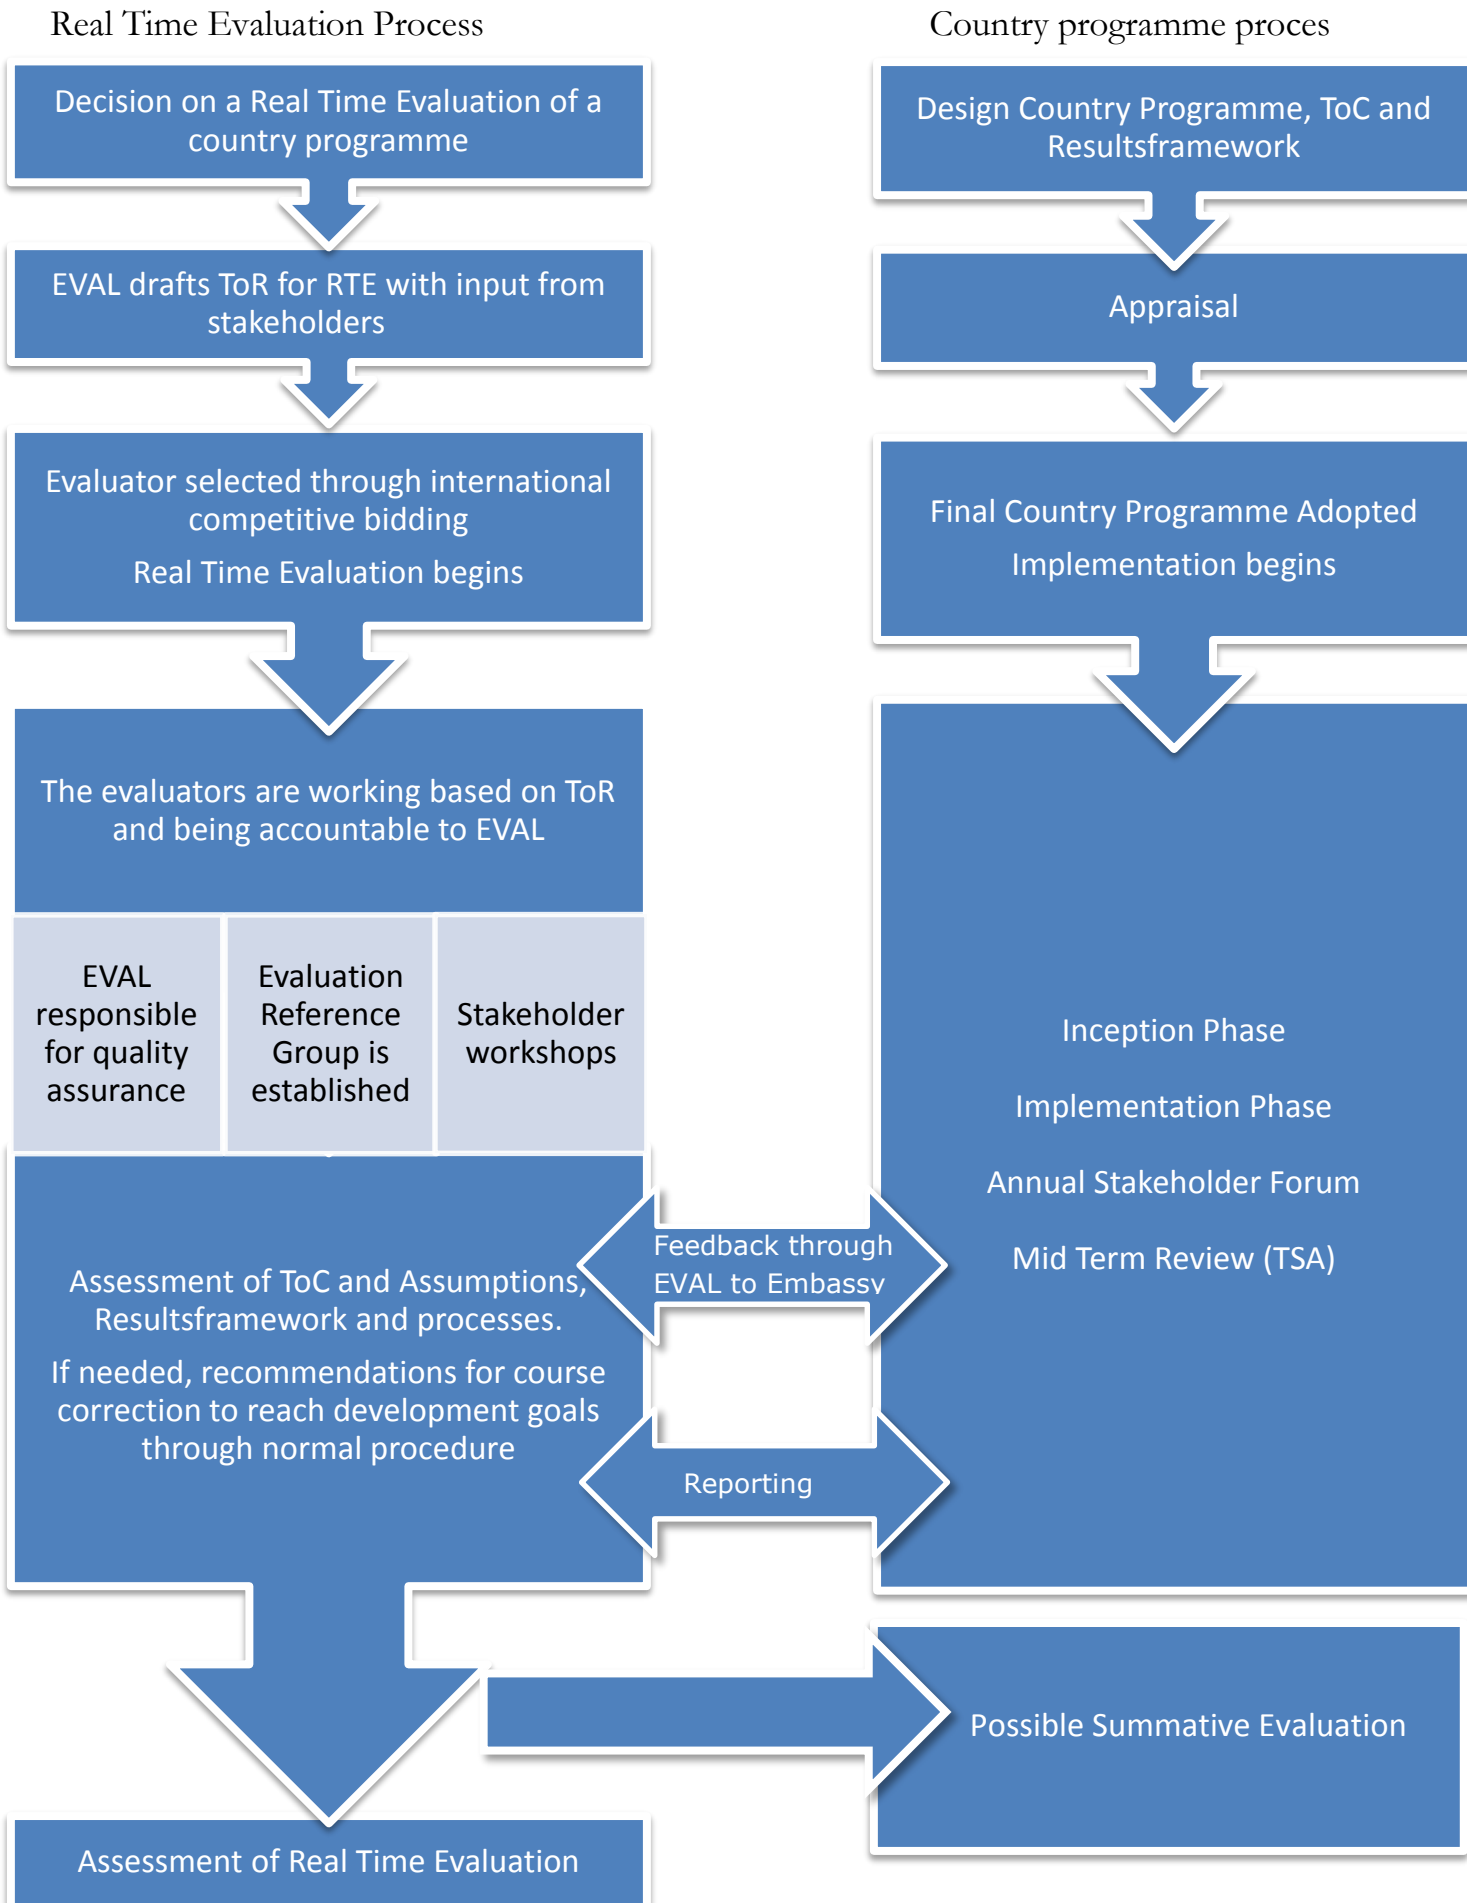 Real Time Evaluation Process
Decision on a Real Time Evaluation of a
country programme
EVAL drafts ToR for RTE with input from
stakeholders
Evaluator selected through international
competitive bidding
Real Time Evaluation begins
The evaluators are working based on ToR
and being accountable to EVAL
EVAL
responsible
for quality
assurance
Evaluation
Reference
Group is
established
Stakeholder
workshops
Assessment of ToC and Assumptions,
Resultsframework and processes.
If needed, recommendations for course
correction to reach development goals
through normal procedure
Assessment of Real Time Evaluation
Feedback through
EVAL to Embassy
Reporting
Country programme proces
Design Country Programme, ToC and
Resultsframework
Appraisal
Final Country Programme Adopted
Implementation begins
Inception Phase
Implementation Phase
Annual Stakeholder Forum
Mid Term Review (TSA)
Possible Summative Evaluation